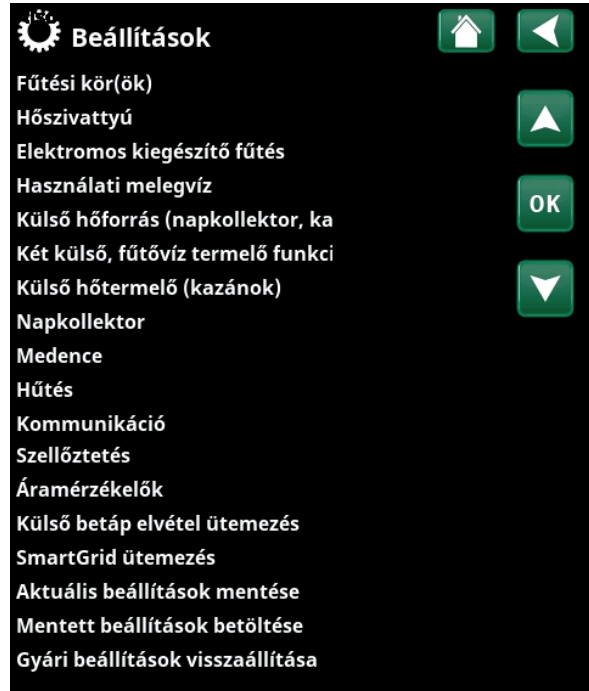 Beállítások
Fűtési kör(ök)
Hőszivattyú
Elektromos kiegészítő fűtés
OK
Használati melegvíz
Külső hőforrás (napkollektor, ka
Két külső, fűtővíz termelő funkci
Külső hőtermelő (kazánok)
Napkollektor
Medence
Hűtés
Kommunikáció
Szellőztetés
Áramérzékelők
Külső betáp elvétel ütemezés
SmartGrid ütemezés
Aktuális beállítások mentése
Mentett beállítások betöltése
Gyári beállítások visszaállítása